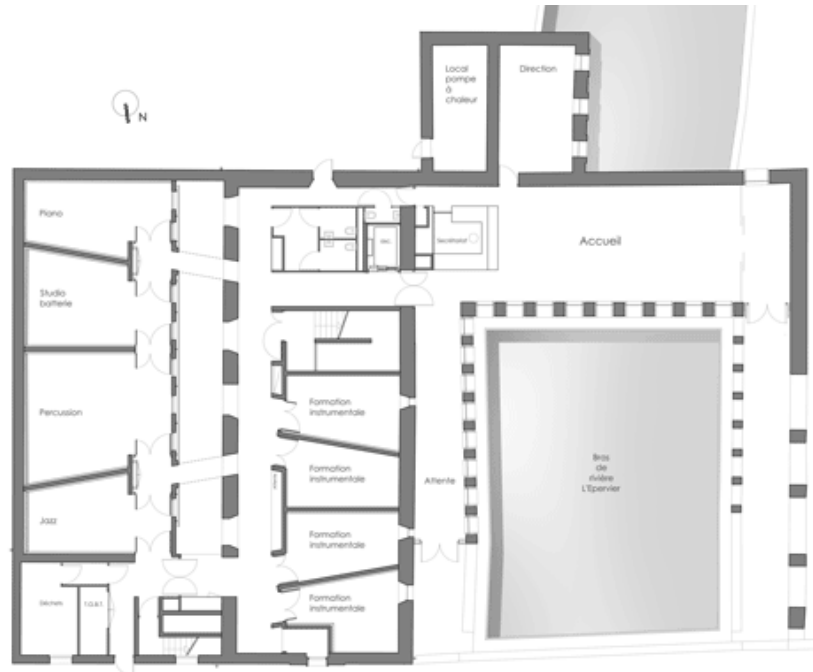 Local
pompe
à
chaleur
Direction
N
Piano
Accueil
Secrétariat
asc.
Studio
batterie
Formation
instrumentale
Percussion
Formation
instrumentale
Bras
de
rivière
L'Epervier
Attente
Jazz
Formation
instrumentale
Déchets
T.G.B.T.
Formation
instrumentale